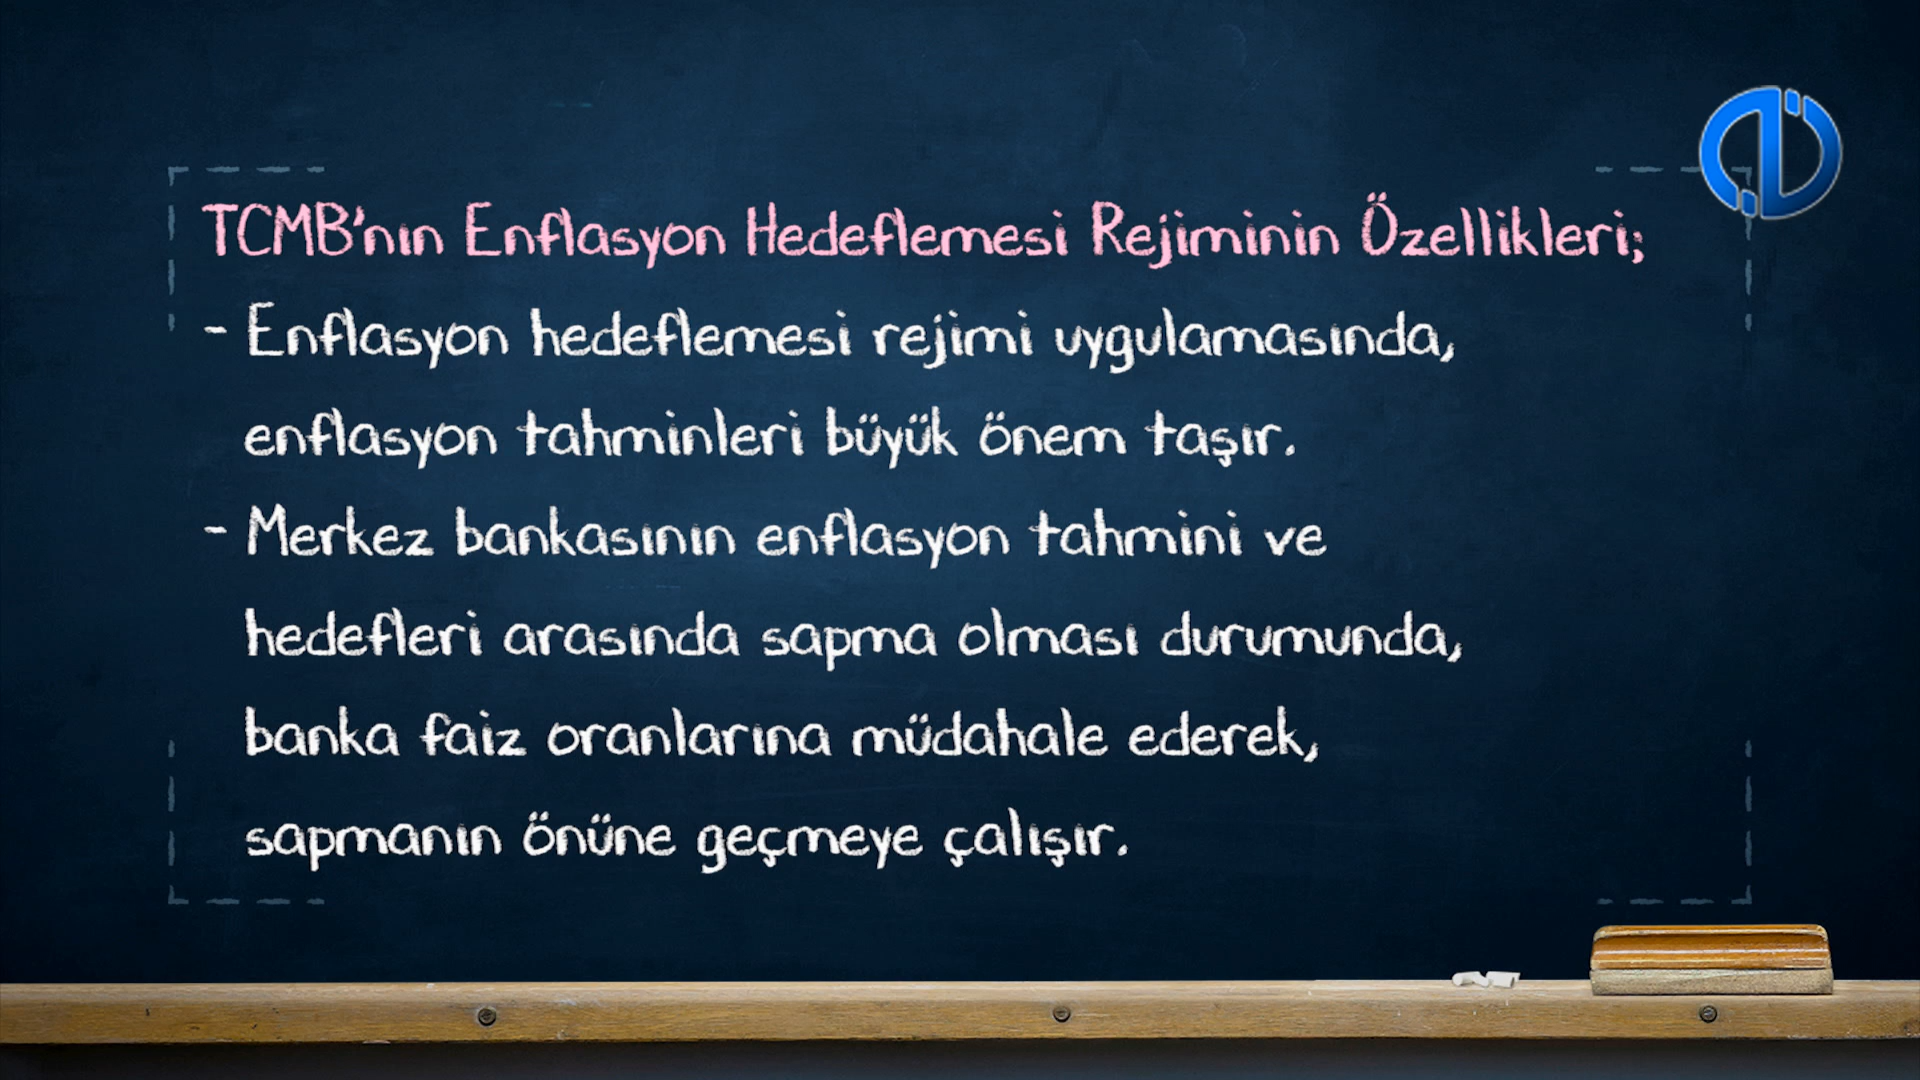 TCMB'nın Enflasyon Hedeflemesi Rejiminin Özellikleri;
- Enflasyon hedeflemesi rejimi uygulamasında,
enflasyon tahminleri büyük önem taşır.
- Merkez bankasının enflasyon tahmini ve
hedefleri arasında sapma olması durumunda,
banka faiz oranlarına müdahale ederek,
sapmanın önüne geçmeye çalışır.